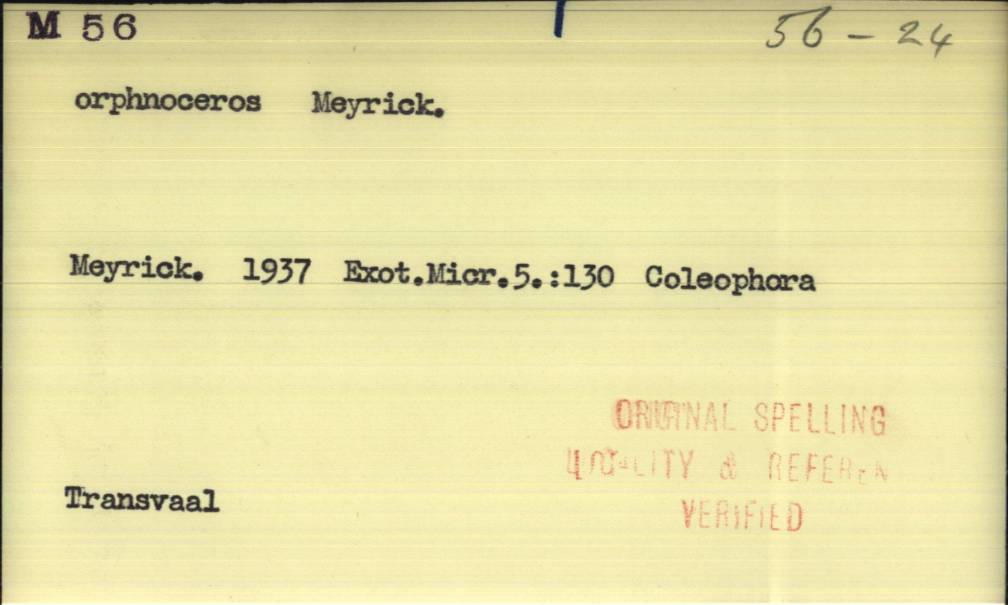 M 56
56 - 24
orphnoceros Meyrick.
Meyrick. 1937 Exot.Micr.5.:130 Coleophora
ORIGINAL SPELLING
LOCALITY & REFEREN
Transvaal
VERIFIED